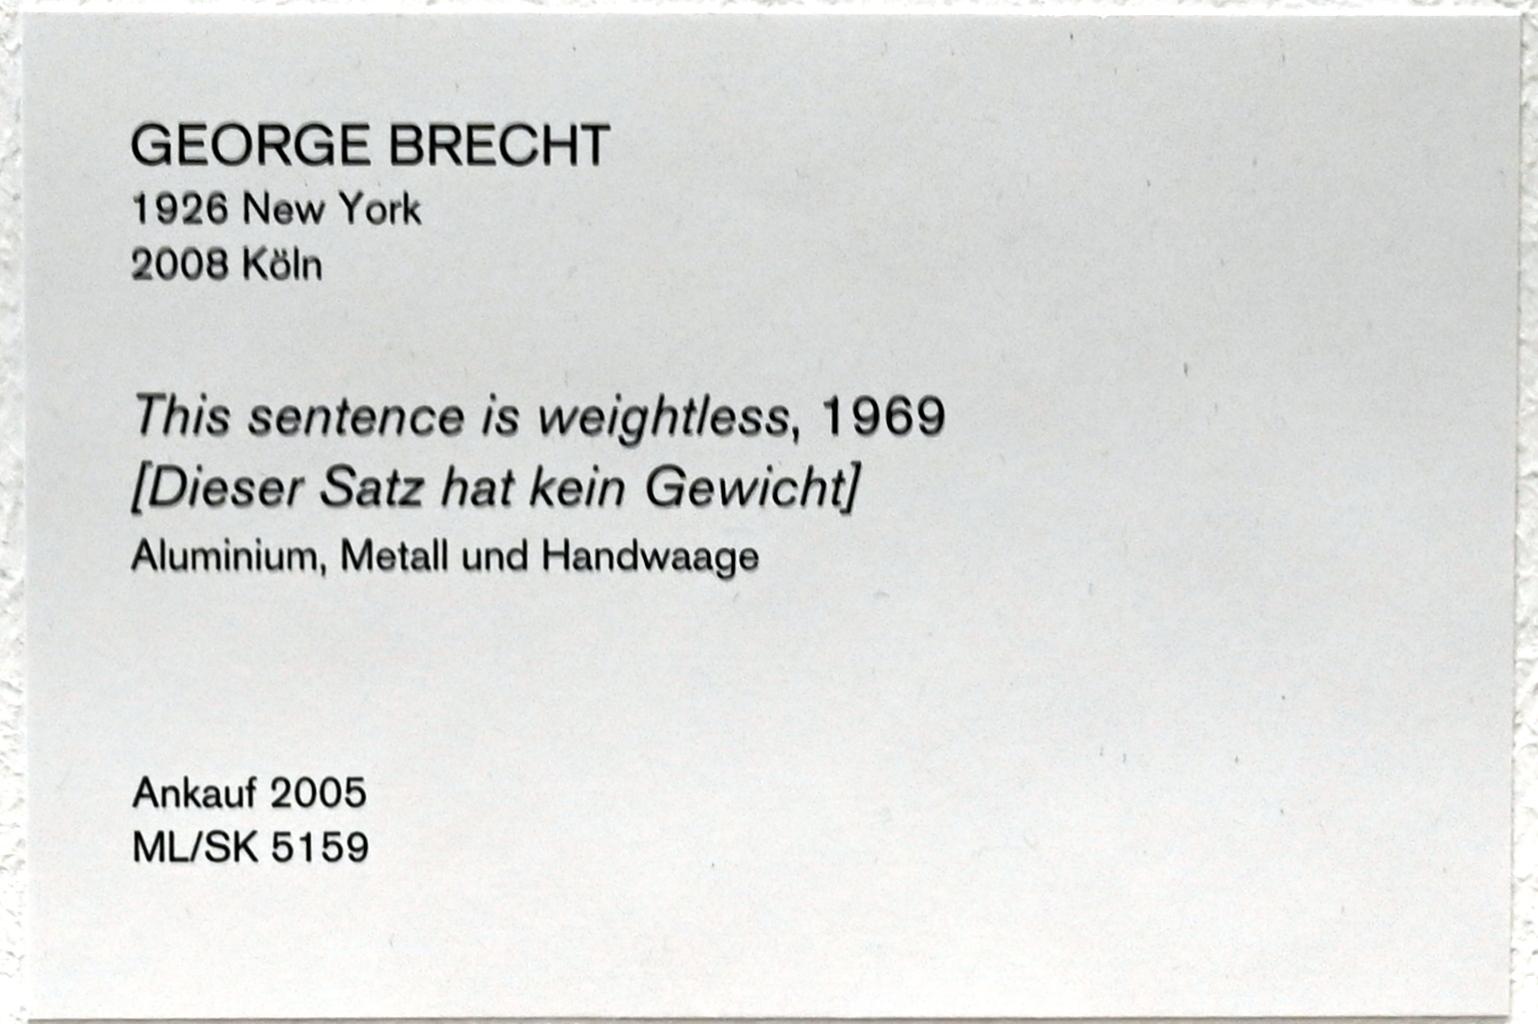 GEORGE BRECHT
1926 New York
2008 Köln
This sentence is weightless, 1969
[Dieser Satz hat kein Gewicht]
Aluminium, Metall und Handwaage
Ankauf 2005
ML/SK 5159